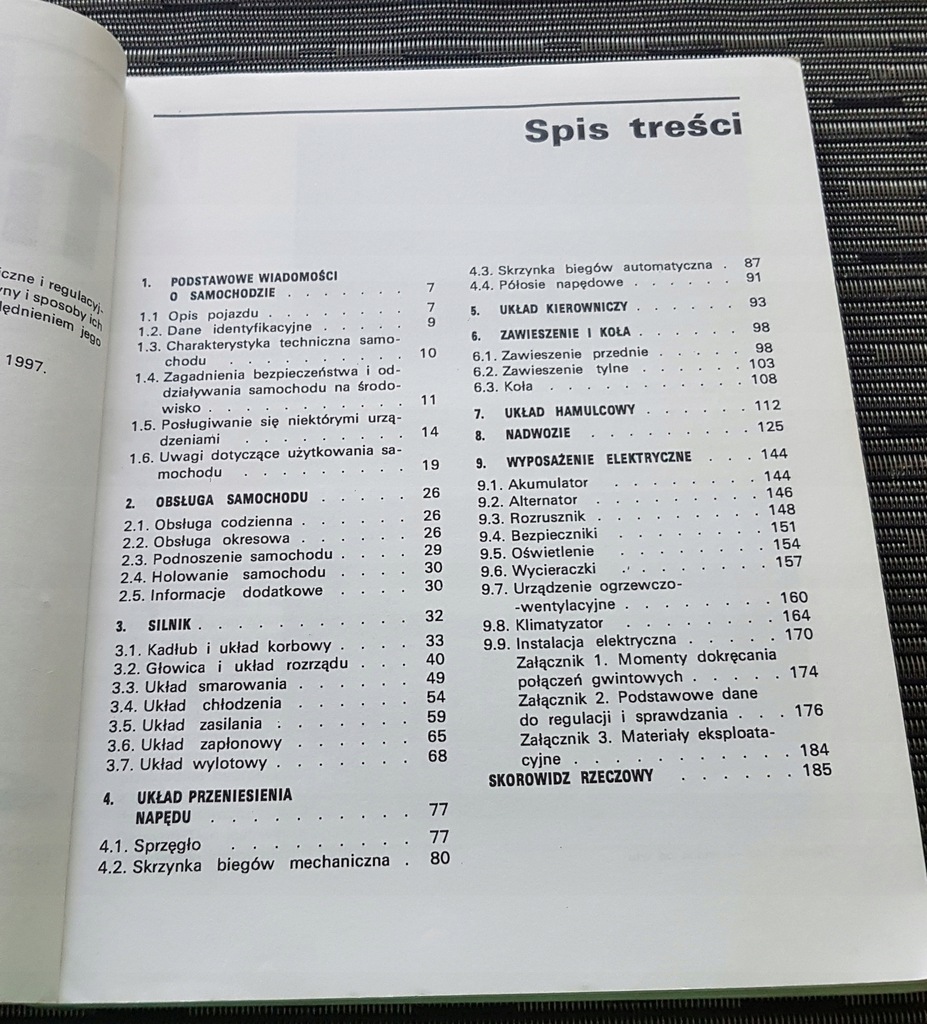 Spis treści
iczne i regulacyj-
yny i sposoby ich
lędnieniem jego
1997.
1. PODSTAWOWE WIADOMOŚCI
O SAMOCHODZIE . . . . . . . 7
1.1 Opis pojazdu . . . . . . . . 7
1.2. Dane identyfikacyjne . . . . . 9
1.3. Charakterystyka techniczna samo-
chodu . . . . . . . . . . 10
1.4. Zagadnienia bezpieczeństwa i od-
działywania samochodu na środo-
wisko . . . . . . . . . . 11
1.5. Posługiwanie się niektórymi urzą-
dzeniami . . . . . . . . . 14
1.6. Uwagi dotyczące użytkowania sa-
mochodu . . . . . . . . . 19
2. OBSŁUGA SAMOCHODU . . . . . 26
2.1. Obsługa codzienna . . . . . . 26
2.2. Obsługa okresowa . . . . . . 26
2.3. Podnoszenie samochodu . . . . 29
2.4. Holowanie samochodu . . . . 30
2.5. Informacje dodatkowe . . . . 30
3. SILNIK . . . . . . . . . . . 32
3.1. Kadłub i układ korbowy . . . . 33
3.2. Głowica i układ rozrządu . . . 40
3.3. Układ smarowania . . . . . . 49
3.4. Układ chłodzenia . . . . . . 54
3.5. Układ zasilania . . . . . . . 59
3.6. Układ zapłonowy . . . . . . 65
3.7. Układ wylotowy . . . . . . . 68
4. UKŁAD PRZENIESIENIA
NAPĘDU . . . . . . . . . . 77
4.1. Sprzęgło . . . . . . . . . 77
4.2. Skrzynka biegów mechaniczna . 80
4.3. Skrzynka biegów automatyczna . 87
4.4. Półosie napędowe . . . . . . 91
5. UKŁAD KIEROWNICZY . . . . . 93
6. ZAWIESZENIE I KOŁA . . . . . 98
6.1. Zawieszenie przednie . . . . . 98
6.2. Zawieszenie tylne . . . . . . 103
6.3. Koła . . . . . . . . . . . 108
7. UKŁAD HAMULCOWY . . . . . . 112
8. NADWOZIE . . . . . . . . . 125
9. WYPOSAŻENIE ELEKTRYCZNE . . . 144
9.1. Akumulator . . . . . . . . 144
9.2. Alternator . . . . . . . . . 146
9.3. Rozrusznik . . . . . . . . . 148
9.4. Bezpieczniki . . . . . . . . 151
9.5. Oświetlenie . . . . . . . . 154
9.6. Wycieraczki . . . . . . . . 157
9.7. Urządzenie ogrzewczo-
-wentylacyjne . . . . . . . . 160
9.8. Klimatyzator . . . . . . . . 164
9.9. Instalacja elektryczna . . . . . 170
Załącznik 1. Momenty dokręcania
połączeń gwintowych . . . . . 174
Załącznik 2. Podstawowe dane
do regulacji i sprawdzania . . . 176
Załącznik 3. Materiały eksploata-
cyjne . . . . . . . . . . . 184
SKOROWIDZ RZECZOWY . . . . . . 185